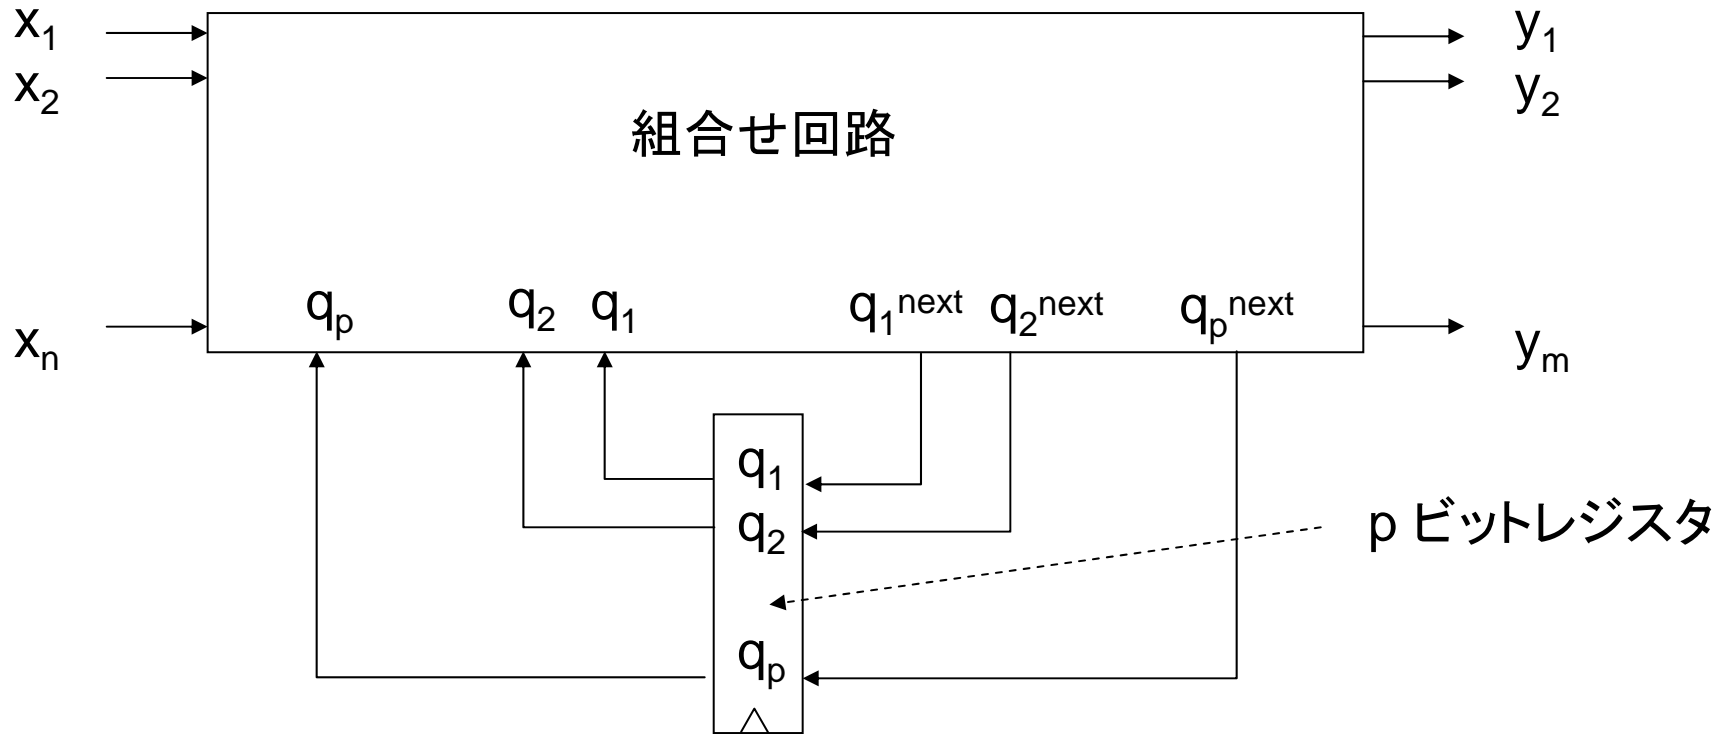 x₁
y₁
x₂
y₂
組合せ回路
qₚ
q₂
q₁
q₁next
q₂next
qₚnext
xₙ
yₘ
q₁
q₂
p ビットレジスタ
qₚ